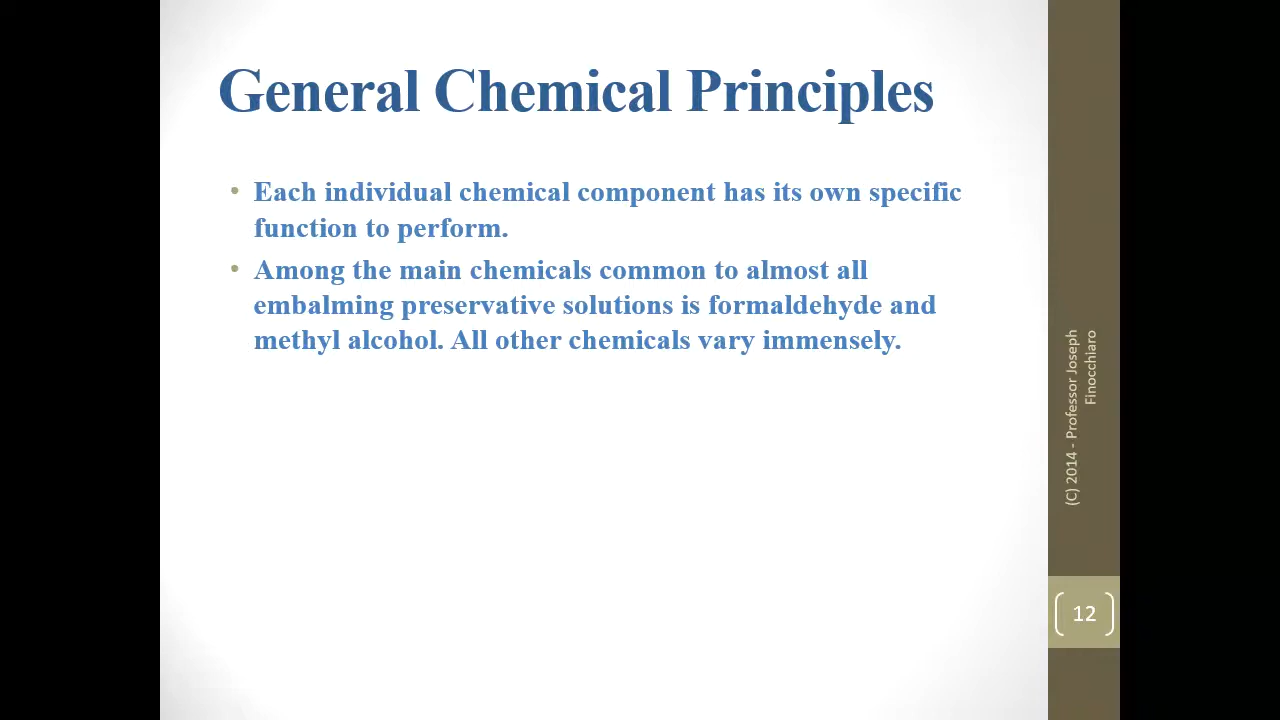 General Chemical Principles
• Each individual chemical component has its own specific
function to perform.
• Among the main chemicals common to almost all
embalming preservative solutions is formaldehyde and
methyl alcohol. All other chemicals vary immensely.
(C) 2014 - Professor Joseph
Finocchiaro
12